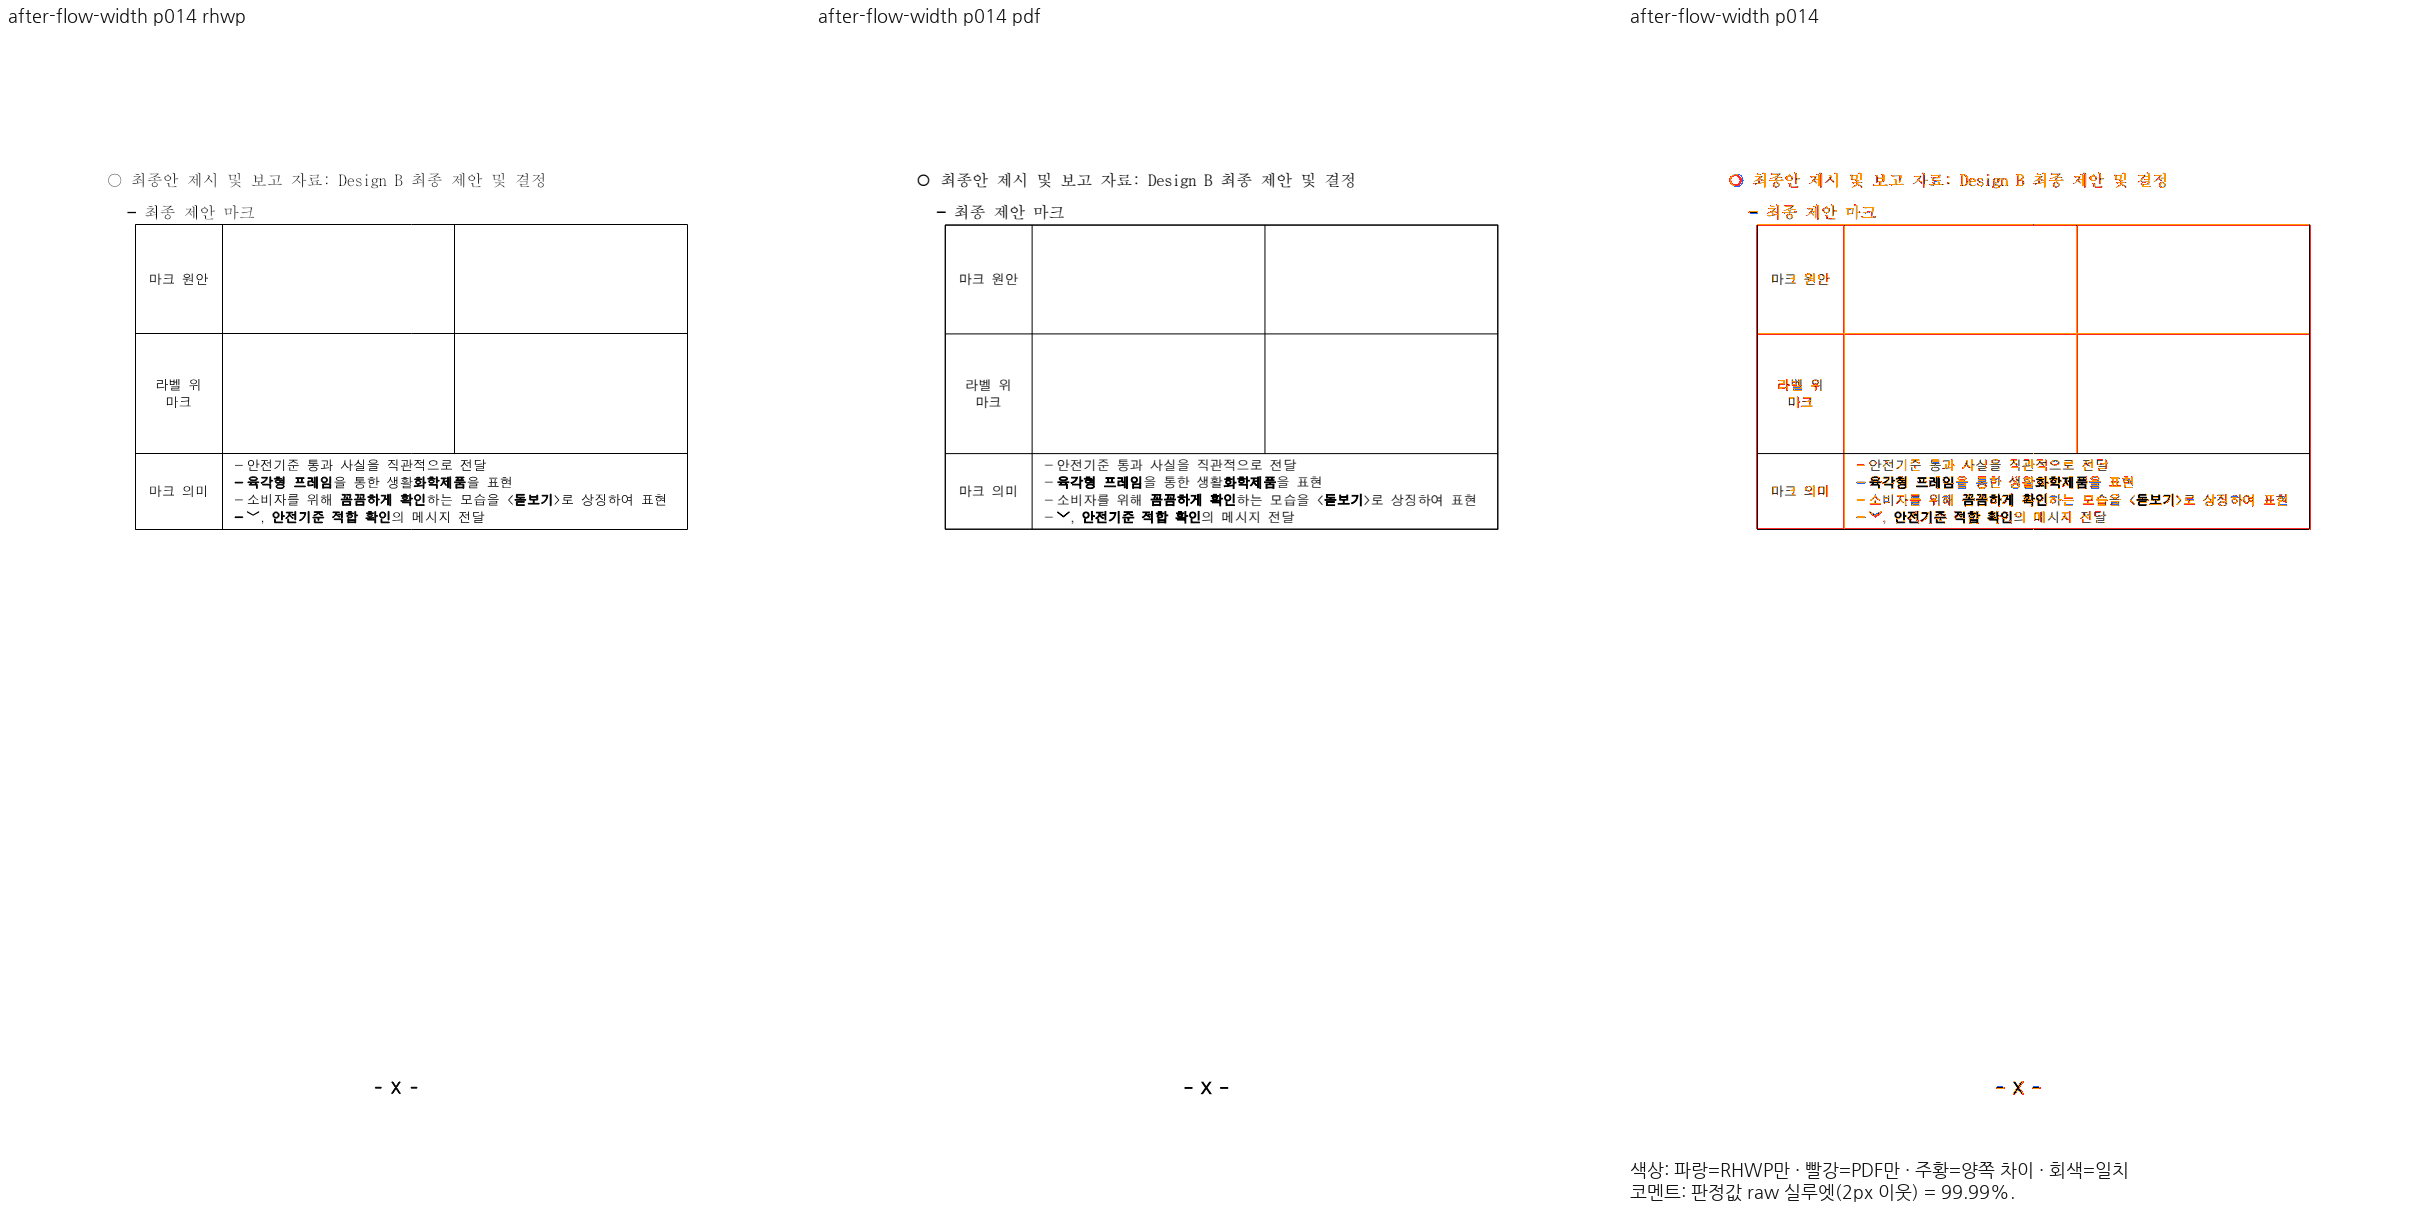 after-flow-width p014 rhwp
○ 최종안 제시 및 보고 자료: Design B 최종 제안 및 결정
– 최종 제안 마크
마크 원안
라벨 위
마크
마크 의미
– 안전기준 통과 사실을 직관적으로 전달
– 육각형 프레임을 통한 생활화학제품을 표현
– 소비자를 위해 꼼꼼하게 확인하는 모습을 <돋보기>로 상징하여 표현
– ﹀, 안전기준 적합 확인의 메시지 전달
- X -
after-flow-width p014 pdf
○ 최종안 제시 및 보고 자료: Design B 최종 제안 및 결정
– 최종 제안 마크
마크 원안
라벨 위
마크
마크 의미
– 안전기준 통과 사실을 직관적으로 전달
– 육각형 프레임을 통한 생활화학제품을 표현
– 소비자를 위해 꼼꼼하게 확인하는 모습을 <돋보기>로 상징하여 표현
– ﹀, 안전기준 적합 확인의 메시지 전달
- X -
after-flow-width p014
○ 최종안 제시 및 보고 자료: Design B 최종 제안 및 결정
– 최종 제안 마크
마크 원안
라벨 위
마크
마크 의미
– 안전기준 통과 사실을 직관적으로 전달
– 육각형 프레임을 통한 생활화학제품을 표현
– 소비자를 위해 꼼꼼하게 확인하는 모습을 <돋보기>로 상징하여 표현
– ﹀, 안전기준 적합 확인의 메시지 전달
- X -
색상: 파랑=RHWP만 · 빨강=PDF만 · 주황=양쪽 차이 · 회색=일치
코멘트: 판정값 raw 실루엣(2px 이웃) = 99.99%.